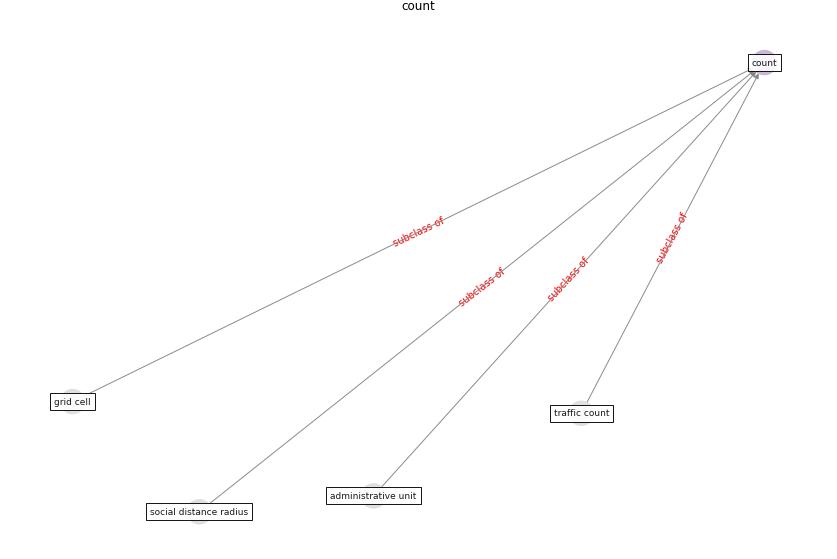 count
count
subclass of
subclass of
subclass of
subclass of
grid cell
traffic count
administrative unit
social distance radius